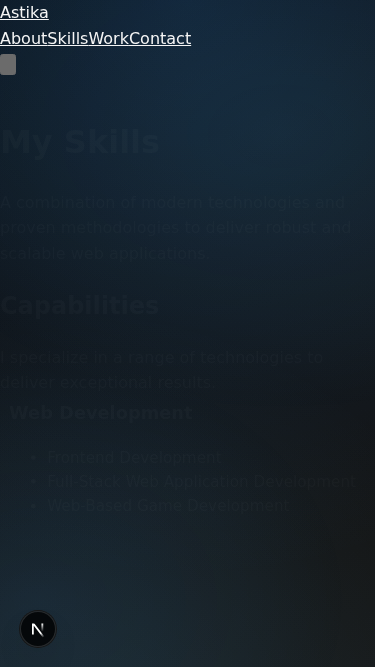 Astika
AboutSkillsWorkContact
My Skills
A combination of modern technologies and
proven methodologies to deliver robust and
scalable web applications.
Capabilities
I specialize in a range of technologies to
deliver exceptional results.
Web Development
Frontend Development
Full-Stack Web Application Development
Web-Based Game Development
N